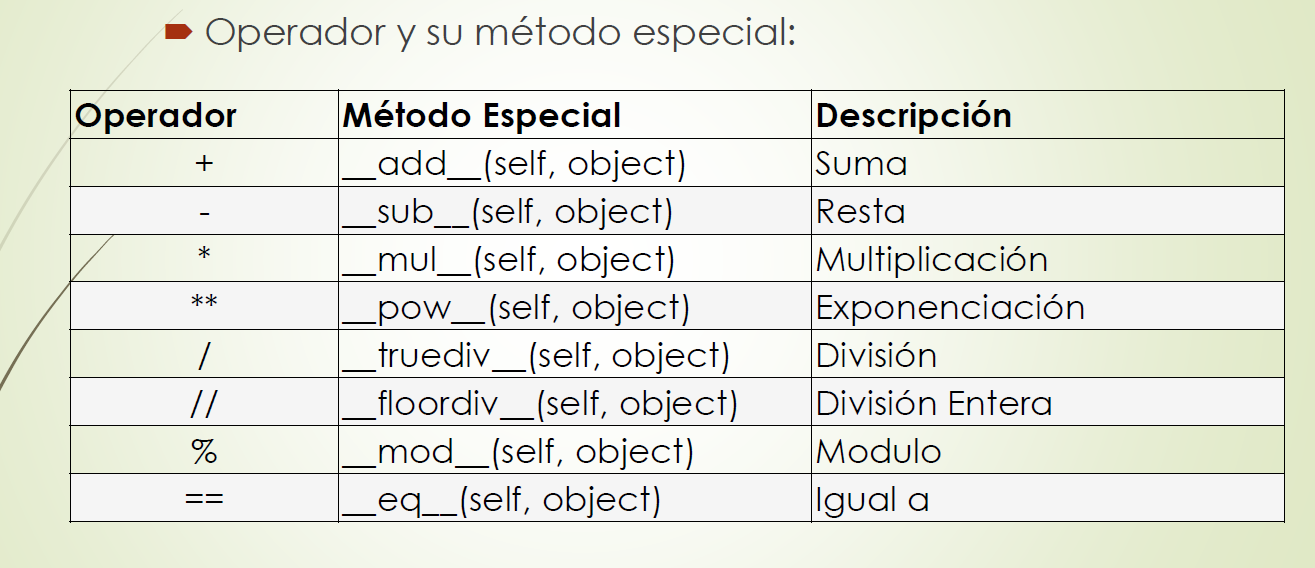 Operador y su método especial:
Operador Método Especial Descripción
+ __add__(self, object) Suma
- __sub__(self, object) Resta
* __mul__(self, object) Multiplicación
** __pow__(self, object) Exponenciación
/ __truediv__(self, object) División
// __floordiv__(self, object) División Entera
% __mod__(self, object) Modulo
== __eq__(self, object) Igual a